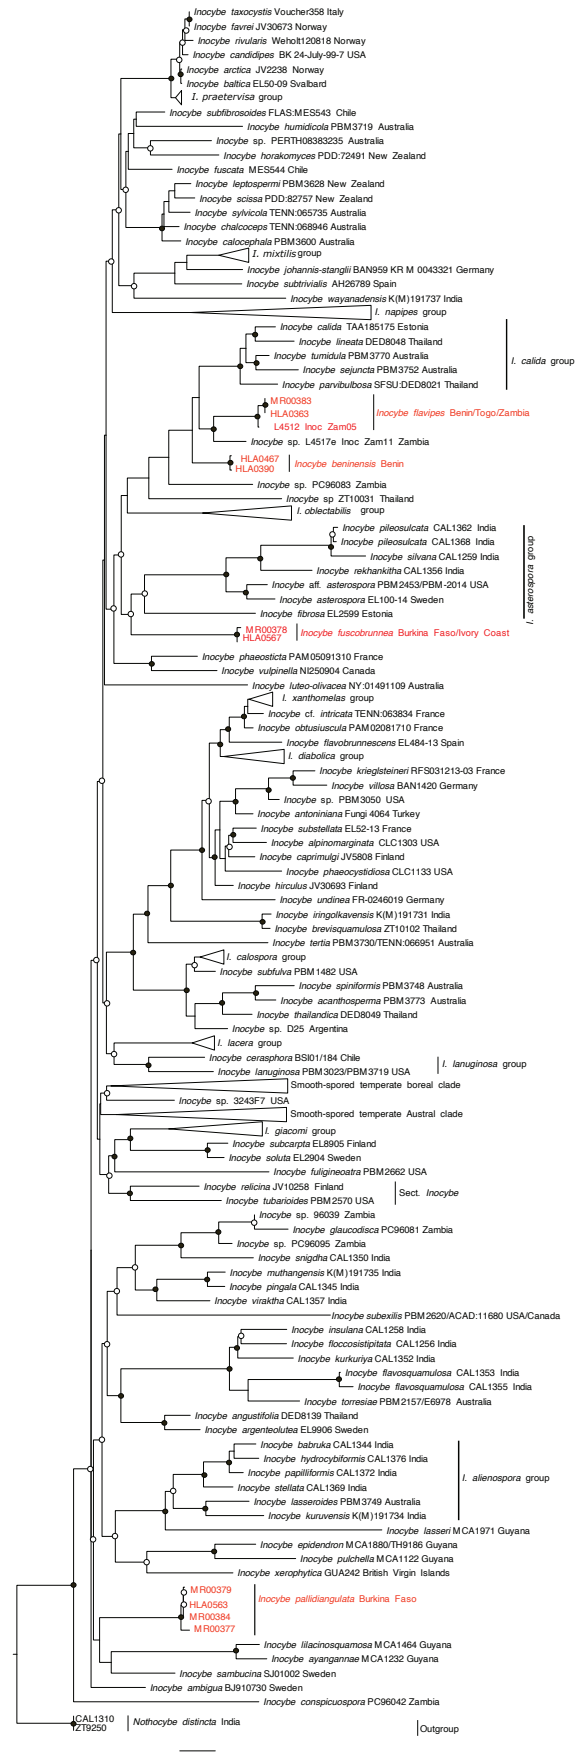 Inocybe taxocystis Voucher358 Italy
Inocybe favrei JV30673 Norway
Inocybe rivularis Weholt120818 Norway
Inocybe candidipes BK 24-July-99-7 USA
Inocybe arctica JV2238 Norway
Inocybe baltica EL50-09 Svalbard
I. praetervisa group
Inocybe subfibrosoides FLAS:MES543 Chile
Inocybe humidicola PBM3719 Australia
Inocybe sp. PERTH08383235 Australia
Inocybe horakomyces PDD:72491 New Zealand
Inocybe fuscata MES544 Chile
Inocybe leptospermi PBM3628 New Zealand
Inocybe scissa PDD:82757 New Zealand
Inocybe sylvicola TENN:065735 Australia
Inocybe chalcoceps TENN:068946 Australia
Inocybe calocephala PBM3600 Australia
I. mixtilis group
Inocybe johannis-stanglii BAN959 KR M 0043321 Germany
Inocybe subtrivialis AH26789 Spain
Inocybe wayanadensis K(M)191737 India
I. napipes group
Inocybe calida TAA185175 Estonia
Inocybe lineata DED8048 Thailand
Inocybe tumidula PBM3770 Australia
I. calida group
Inocybe sejuncta PBM3752 Australia
Inocybe parvibulbosa SFSU:DED8021 Thailand
MR00383
HLA0363 Inocybe flavipes Benin/Togo/Zambia
L4512 Inoc Zam05
Inocybe sp. L4517e Inoc Zam11 Zambia
HLA0467 Inocybe beninensis Benin
HLA0390
Inocybe sp. PC96083 Zambia
Inocybe sp ZT10031 Thailand
I. oblectabilis group
Inocybe pileosulcata CAL1362 India
Inocybe pileosulcata CAL1368 India
Inocybe silvana CAL1259 India
Inocybe rekhankitha CAL1356 India
I. asterospora group
Inocybe aff. asterospora PBM2453/PBM-2014 USA
Inocybe asterospora EL100-14 Sweden
Inocybe fibrosa EL2599 Estonia
MR00378 Inocybe fuscobrunnea Burkina Faso/Ivory Coast
HLA0567
Inocybe phaeosticta PAM05091310 France
Inocybe vulpinella NI250904 Canada
Inocybe luteo-olivacea NY:01491109 Australia
I. xanthomelas group
Inocybe cf. intricata TENN:063834 France
Inocybe obtusiuscula PAM02081710 France
Inocybe flavobrunnescens EL484-13 Spain
I. diabolica group
Inocybe krieglsteineri RFS031213-03 France
Inocybe villosa BAN1420 Germany
Inocybe sp. PBM3050 USA
Inocybe antoniniana Fungi 4064 Turkey
Inocybe substellata EL52-13 France
Inocybe alpinomarginata CLC1303 USA
Inocybe caprimulgi JV5808 Finland
Inocybe phaeocystidiosa CLC1133 USA
Inocybe hirculus JV30693 Finland
Inocybe undinea FR-0246019 Germany
Inocybe iringolkavensis K(M)191731 India
Inocybe brevisquamulosa ZT10102 Thailand
Inocybe tertia PBM3730/TENN:066951 Australia
I. calospora group
Inocybe subfulva PBM1482 USA
Inocybe spiniformis PBM3748 Australia
Inocybe acanthosperma PBM3773 Australia
Inocybe thailandica DED8049 Thailand
Inocybe sp. D25 Argentina
I. lacera group
Inocybe cerasphora BSI01/184 Chile
I. lanuginosa group
Inocybe lanuginosa PBM3023/PBM3719 USA
Smooth-spored temperate boreal clade
Inocybe sp. 3243F7 USA
Smooth-spored temperate Austral clade
I. giacomi group
Inocybe subcarpta EL8905 Finland
Inocybe soluta EL2904 Sweden
Inocybe fuligineoatra PBM2662 USA
Inocybe relicina JV10258 Finland
Sect. Inocybe
Inocybe tubarioides PBM2570 USA
Inocybe sp. 96039 Zambia
Inocybe glaucodisca PC96081 Zambia
Inocybe sp. PC96095 Zambia
Inocybe snigdha CAL1350 India
Inocybe muthangensis K(M)191735 India
Inocybe pingala CAL1345 India
Inocybe viraktha CAL1357 India
Inocybe subexilis PBM2620/ACAD:11680 USA/Canada
Inocybe insulana CAL1258 India
Inocybe floccosistipitata CAL1256 India
Inocybe kurkuriya CAL1352 India
Inocybe flavosquamulosa CAL1353 India
Inocybe flavosquamulosa CAL1355 India
Inocybe torresiae PBM2157/E6978 Australia
Inocybe angustifolia DED8139 Thailand
Inocybe argenteolutea EL9906 Sweden
Inocybe babruka CAL1344 India
Inocybe hydrocybiformis CAL1376 India
Inocybe papilliformis CAL1372 India
I. alienospora group
Inocybe stellata CAL1369 India
Inocybe lasseroides PBM3749 Australia
Inocybe kuruvensis K(M)191734 India
Inocybe lasseri MCA1971 Guyana
Inocybe epidendron MCA1880/TH9186 Guyana
Inocybe pulchella MCA1122 Guyana
Inocybe xerophytica GUA242 British Virgin Islands
MR00379
Inocybe pallidiangulata Burkina Faso
HLA0563
MR00384
MR00377
Inocybe lilacinosquamosa MCA1464 Guyana
Inocybe ayangannae MCA1232 Guyana
Inocybe sambucina SJ01002 Sweden
Inocybe ambigua BJ910730 Sweden
Inocybe conspicuospora PC96042 Zambia
CAL1310 Nothocybe distincta India
ZT9250 Outgroup